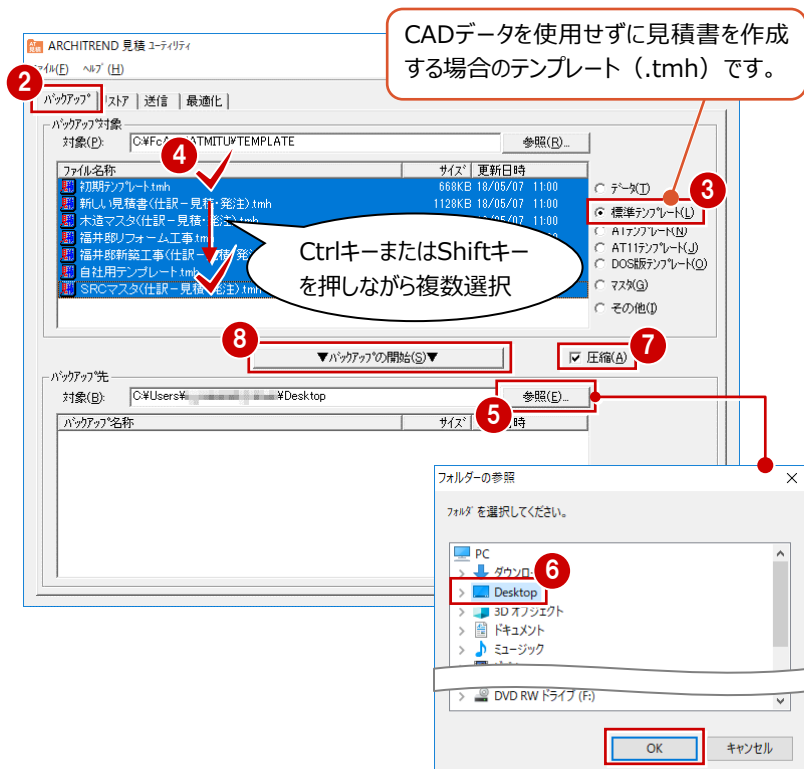 CADデータを使用せずに見積書を作成
する場合のテンプレート（.tmh）です。
ARCHITREND 見積 ユーティリティ
ヘルプ(H)
2
バックアップ
リストア
送信
最適化
バックアップ対象
対象(P):
ATMITU¥TEMPLATE
参照(R)...
4
ファイル名称
サイズ
更新日時
初期テンプレート.tmh
668KB 18/05/07 11:00
新しい見積書(仕訳－見積・発注).tmh
1128KB 18/05/07 11:00
木造マスタ(仕訳－見積・発注).tmh
福井邸リフォーム工事.tmh
福井邸新築工事(仕訳－
自社用テンプレート.tmh
SRCマスタ(仕訳－見積・発注).tmh
CtrlキーまたはShiftキー
を押しながら複数選択
データ(T)
3
標準テンプレート(L)
ATテンプレート(N)
AT11テンプレート(J)
DOS版テンプレート(O)
マスタ(G)
その他(I)
8
▼バックアップの開始(S)▼
7
圧縮(A)
バックアップ先
対象(B):
C:¥Users¥
¥Desktop
5
参照(E)...
バックアップ名称
サイズ
フォルダーの参照
フォルダを選択してください。
PC
6
Desktop
3D オブジェクト
ドキュメント
ミュージック
DVD RW ドライブ (F:)
OK
キャンセル